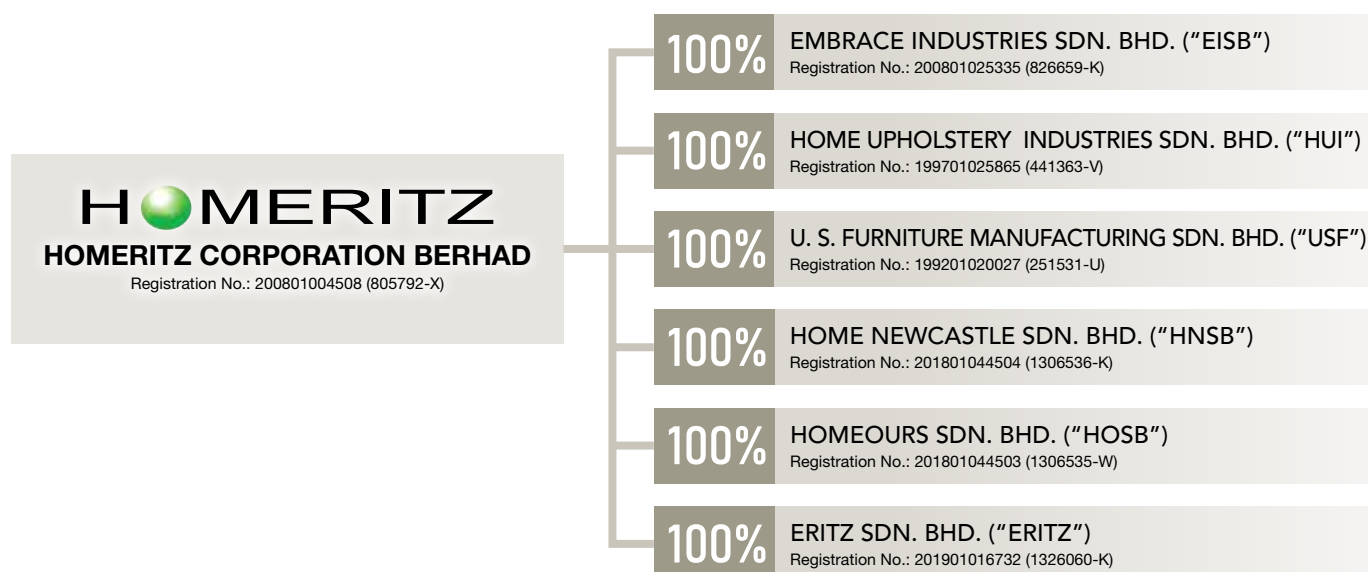 HOMERITZ
HOMERITZ CORPORATION BERHAD
Registration No.: 200801004508 (805792-X)
100%
EMBRACE INDUSTRIES SDN. BHD. (“EISB”)
Registration No.: 200801025335 (826659-K)
100%
HOME UPHOLSTERY INDUSTRIES SDN. BHD. (“HUI”)
Registration No.: 199701025865 (441363-V)
100%
U. S. FURNITURE MANUFACTURING SDN. BHD. (“USF”)
Registration No.: 199201020027 (251531-U)
100%
HOME NEWCASTLE SDN. BHD. (“HNSB”)
Registration No.: 201801044504 (1306536-K)
100%
HOMEOURS SDN. BHD. (“HOSB”)
Registration No.: 201801044503 (1306535-W)
100%
ERITZ SDN. BHD. (“ERITZ”)
Registration No.: 201901016732 (1326060-K)